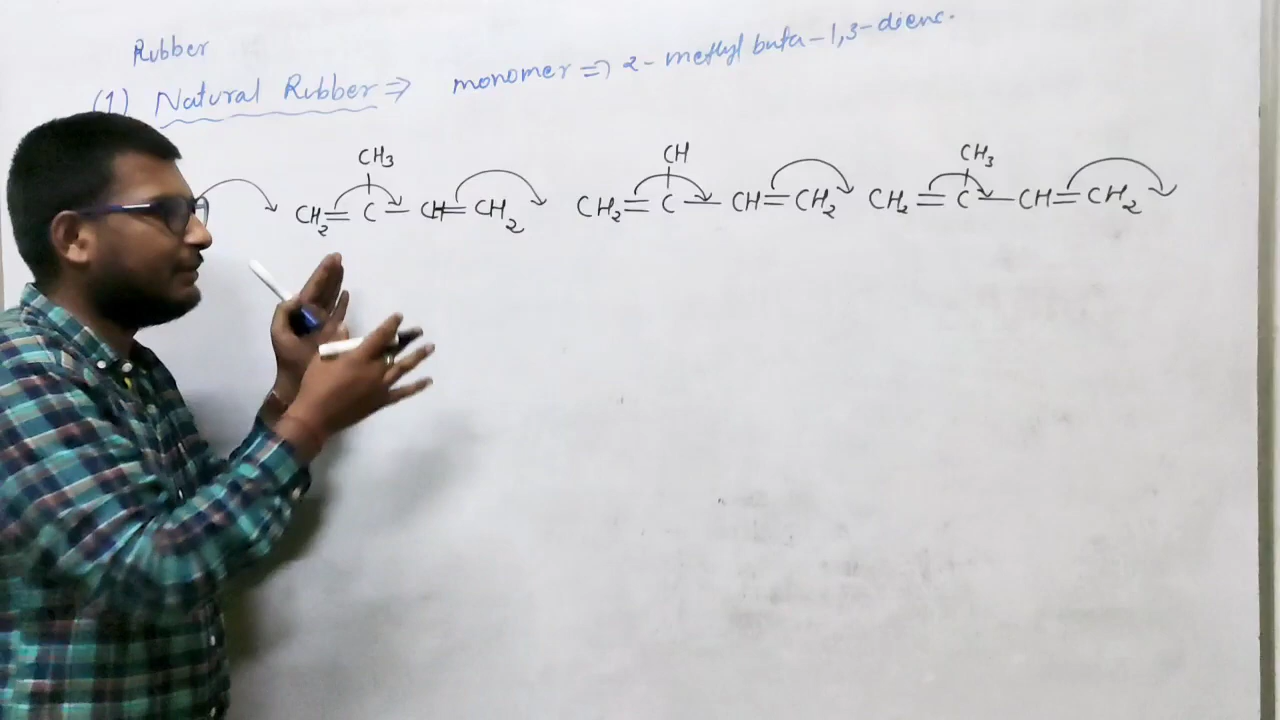 Rubber
(1) Natural Rubber ⇒ monomer ⇒ 2-methyl buta-1,3-diene.
CH3 CH CH3
CH2=C-CH=CH2 CH2=C-CH=CH2 CH2=C-CH=CH2